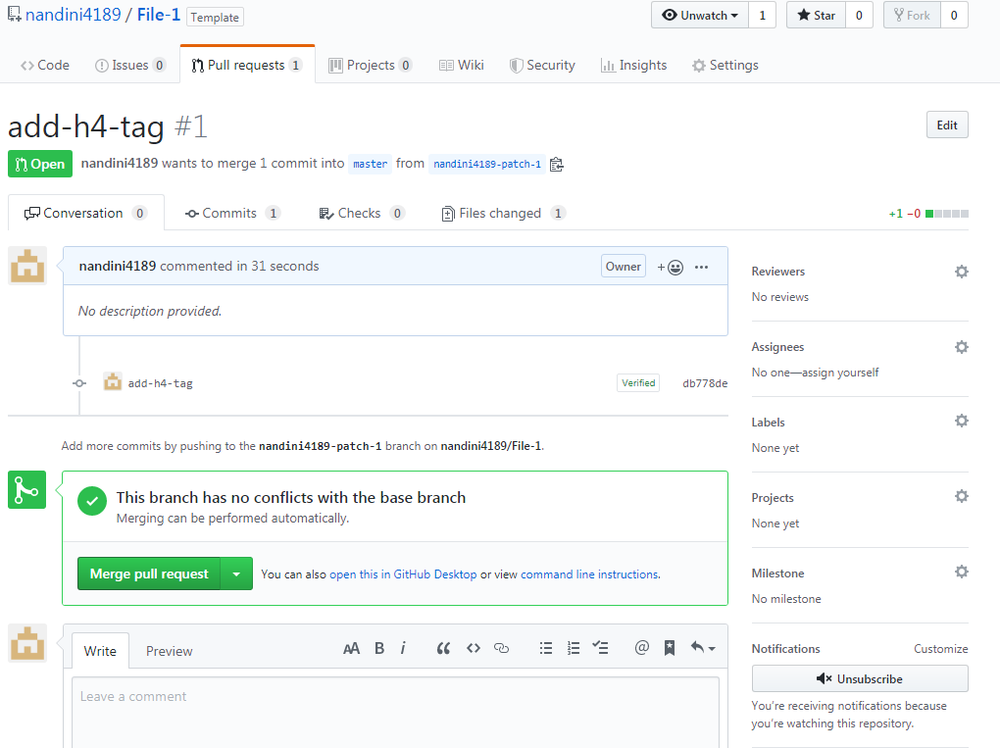 nandini4189 / File-1 Template
Unwatch 1 Star 0 Fork 0
Code Issues 0 Pull requests 1 Projects 0 Wiki Security Insights Settings
add-h4-tag #1
Edit
Open nandini4189 wants to merge 1 commit into master from nandini4189-patch-1
Conversation 0 Commits 1 Checks 0 Files changed 1 +1 −0
nandini4189 commented in 31 seconds Owner + ...
No description provided.
add-h4-tag Verified db778de
Add more commits by pushing to the nandini4189-patch-1 branch on nandini4189/File-1.
This branch has no conflicts with the base branch
Merging can be performed automatically.
Merge pull request You can also open this in GitHub Desktop or view command line instructions.
Write Preview AA B i “ <> @
Leave a comment
Reviewers
No reviews
Assignees
No one—assign yourself
Labels
None yet
Projects
None yet
Milestone
No milestone
Notifications Customize
Unsubscribe
You’re receiving notifications because
you’re watching this repository.